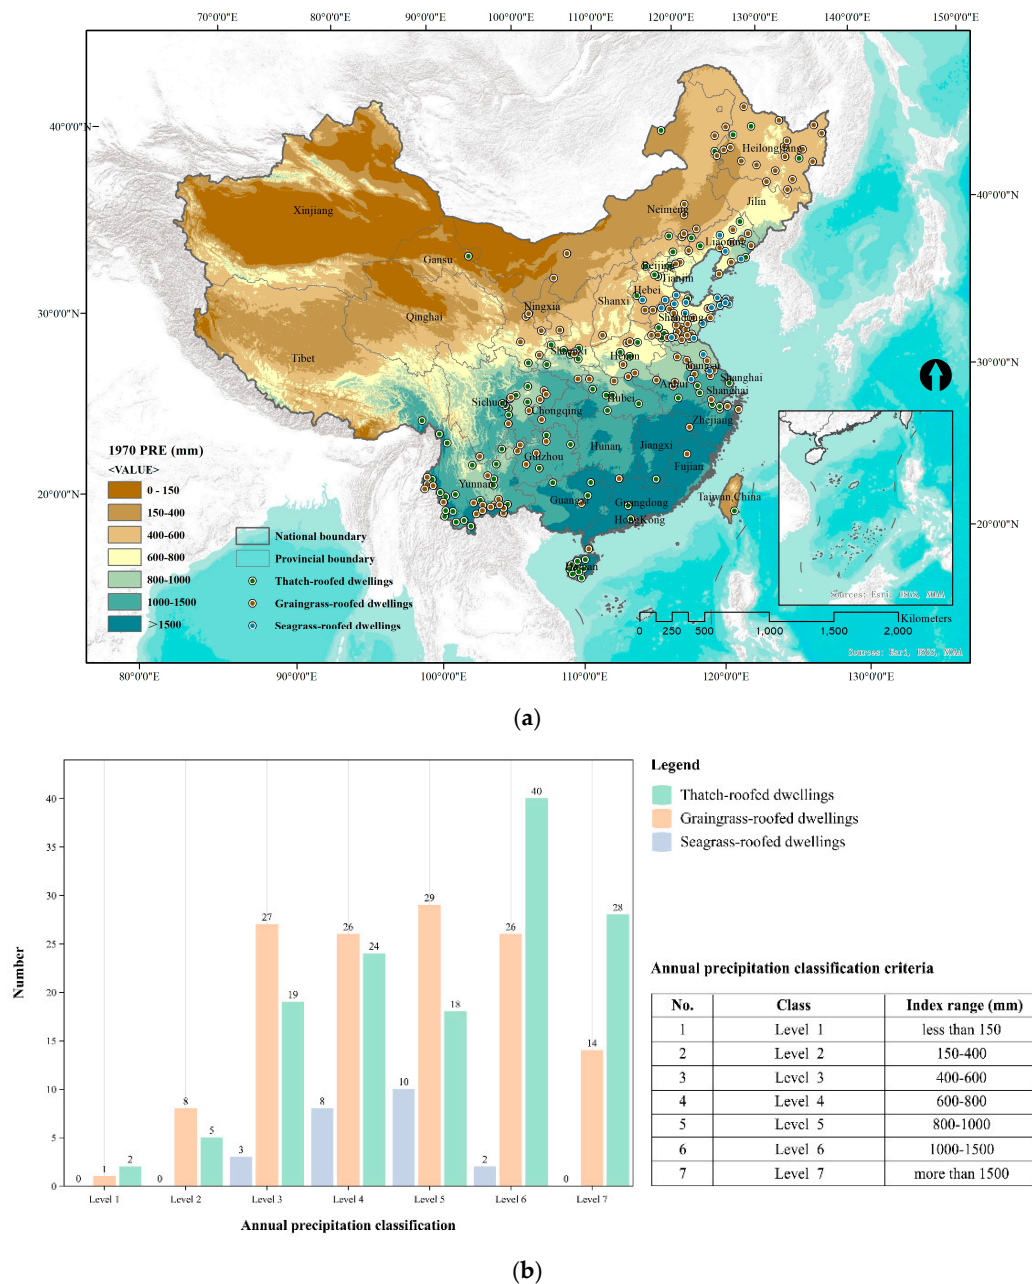 70°0'0"E 80°0'0"E 90°0'0"E 100°0'0"E 110°0'0"E 120°0'0"E 130°0'0"E 140°0'0"E 150°0'0"E
40°0'0"N
30°0'0"N
20°0'0"N
40°0'0"N
30°0'0"N
20°0'0"N
Heilongjiang
Jilin
Xinjiang
Neimeng
Liaoning
Gansu
Beijing
Tianjin
Hebei
Ningxia
Shanxi
Qinghai
Shandong
Tibet
Shannxi
Henan
Jiangsu
Shanghai
Anhui
Shanghai
Sichuan
Hubei
Chongqing
Zhejiang
Hunan
Jiangxi
Guizhou
Fujian
Yunnan
Guangxi
Guangdong
Taiwan,China
HongKong
Hainan
1970 PRE (mm)
<VALUE>
0 - 150
150-400
400-600
600-800
800-1000
1000-1500
>1500
National boundary
Provincial boundary
Thatch-roofed dwellings
Graingrass-roofed dwellings
Seagrass-roofed dwellings
Sources: Esri, USGS, NOAA
Kilometers
0 250 500 1,000 1,500 2,000
Sources: Esri, USGS, NOAA
80°0'0"E 90°0'0"E 100°0'0"E 110°0'0"E 120°0'0"E 130°0'0"E
(a)
Number
40
35
30
25
20
15
10
5
0
0 1 2
0 8 5
3 27 19
8 26 24
10 29 18
2 26 40
0 14 28
Level 1 Level 2 Level 3 Level 4 Level 5 Level 6 Level 7
Annual precipitation classification
Legend
Thatch-roofed dwellings
Graingrass-roofed dwellings
Seagrass-roofed dwellings
Annual precipitation classification criteria
No. Class Index range (mm)
1 Level 1 less than 150
2 Level 2 150-400
3 Level 3 400-600
4 Level 4 600-800
5 Level 5 800-1000
6 Level 6 1000-1500
7 Level 7 more than 1500
(b)